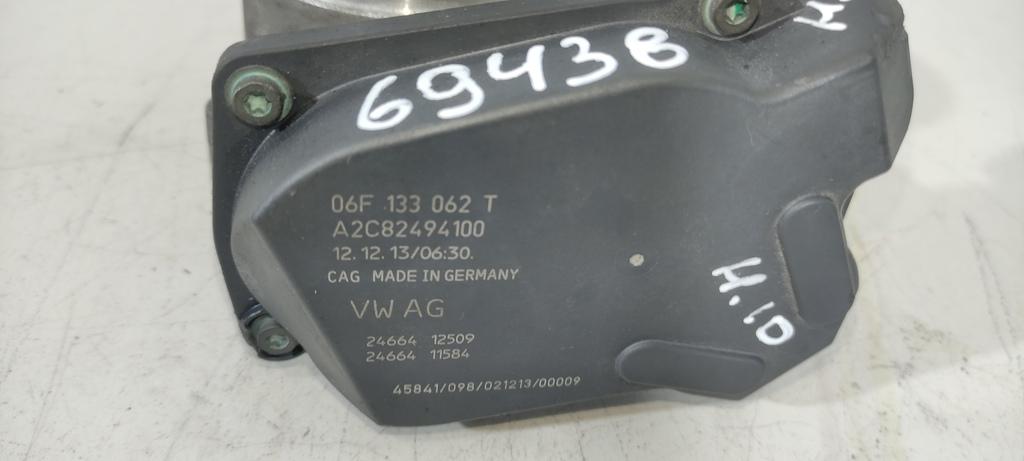 69438
06F 133 062 T
A2C82494100
12.12.13/06:30.
CAG MADE IN GERMANY
VW AG
24664 12509
24664 11584
45841/098/021213/00009
H.10